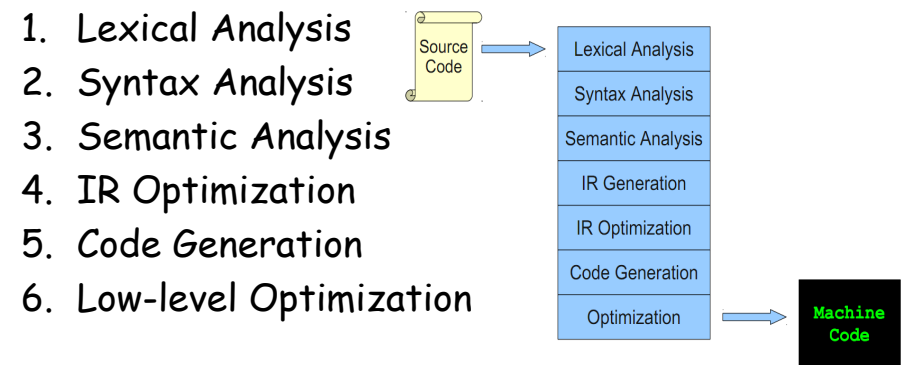 1. Lexical Analysis
2. Syntax Analysis
3. Semantic Analysis
4. IR Optimization
5. Code Generation
6. Low-level Optimization
Source
Code
Lexical Analysis
Syntax Analysis
Semantic Analysis
IR Generation
IR Optimization
Code Generation
Optimization
Machine
Code